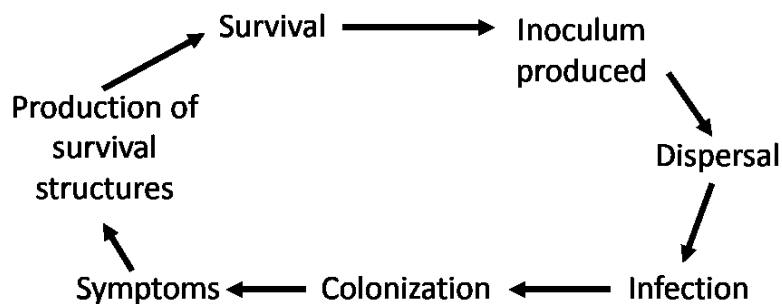 Survival
Inoculum
produced
Production of
survival
structures
Dispersal
Symptoms
Colonization
Infection